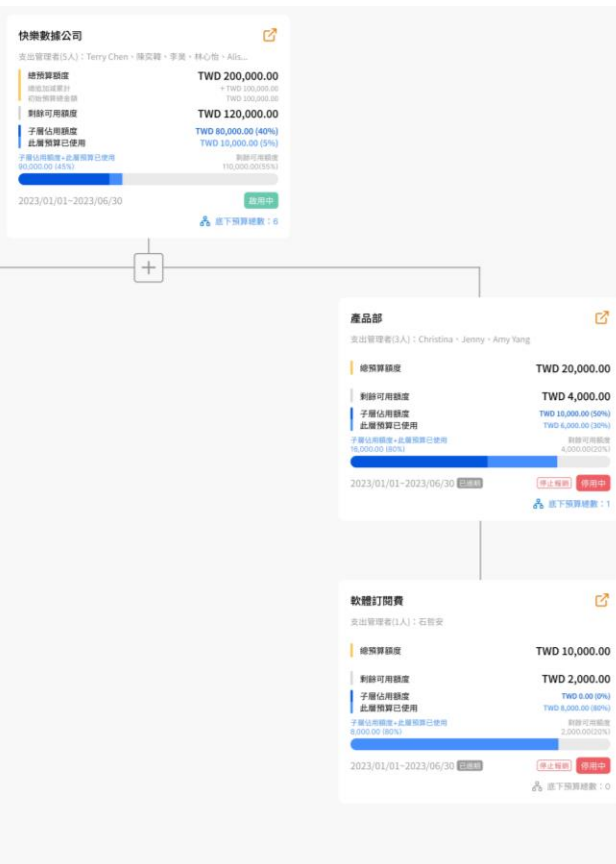 快樂數據公司
支出管理者(5人)：Terry Chen、陳奕韓、李昊、林心怡、Alis...
總預算額度 TWD 200,000.00
總追加減累計 + TWD 100,000.00
初始預算總金額 TWD 100,000.00
剩餘可用額度 TWD 120,000.00
子層佔用額度 TWD 80,000.00 (40%)
此層預算已使用 TWD 10,000.00 (5%)
子層佔用額度+此層預算已使用 剩餘可用額度
90,000.00 (45%) 110,000.00(55%)
2023/01/01~2023/06/30 啟用中
底下預算總數：6
產品部
支出管理者(3人)：Christina、Jenny、Amy Yang
總預算額度 TWD 20,000.00
剩餘可用額度 TWD 4,000.00
子層佔用額度 TWD 10,000.00 (50%)
此層預算已使用 TWD 6,000.00 (30%)
子層佔用額度+此層預算已使用 剩餘可用額度
16,000.00 (80%) 4,000.00(20%)
2023/01/01~2023/06/30 已過期 停止報銷 停用中
底下預算總數：1
軟體訂閱費
支出管理者(1人)：石哲安
總預算額度 TWD 10,000.00
剩餘可用額度 TWD 2,000.00
子層佔用額度 TWD 0.00 (0%)
此層預算已使用 TWD 8,000.00 (80%)
子層佔用額度+此層預算已使用 剩餘可用額度
8,000.00 (80%) 2,000.00(20%)
2023/01/01~2023/06/30 已過期 停止報銷 停用中
底下預算總數：0